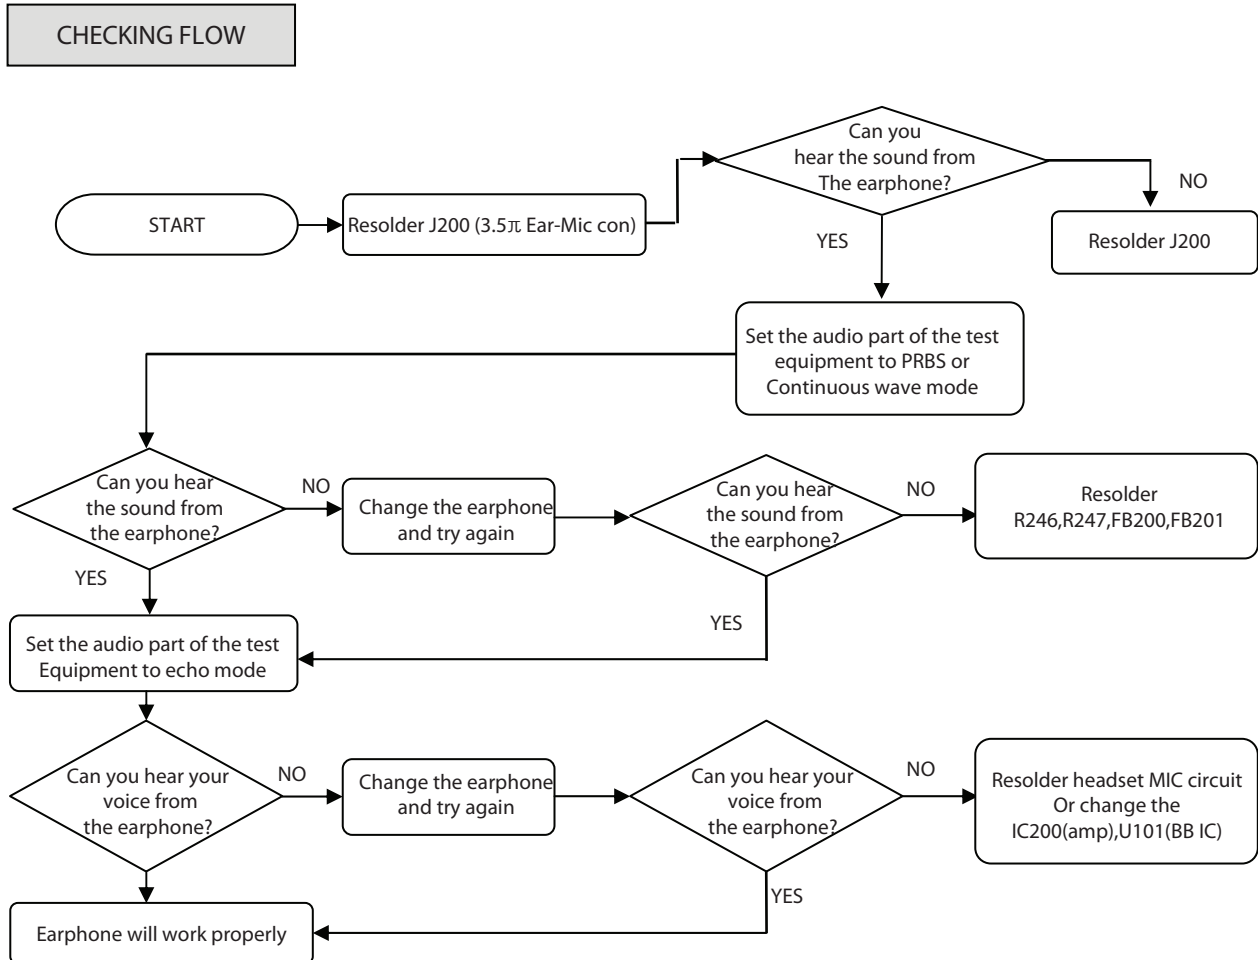 CHECKING FLOW
Can you
hear the sound from
The earphone?
NO
START
Resolder J200 (3.5π Ear-Mic con)
YES
Resolder J200
Set the audio part of the test
equipment to PRBS or
Continuous wave mode
Can you hear
the sound from
the earphone?
NO
Change the earphone
and try again
Can you hear
the sound from
the earphone?
NO
Resolder
R246,R247,FB200,FB201
YES
YES
Set the audio part of the test
Equipment to echo mode
Can you hear your
voice from
the earphone?
NO
Change the earphone
and try again
Can you hear your
voice from
the earphone?
NO
Resolder headset MIC circuit
Or change the
IC200(amp),U101(BB IC)
YES
Earphone will work properly